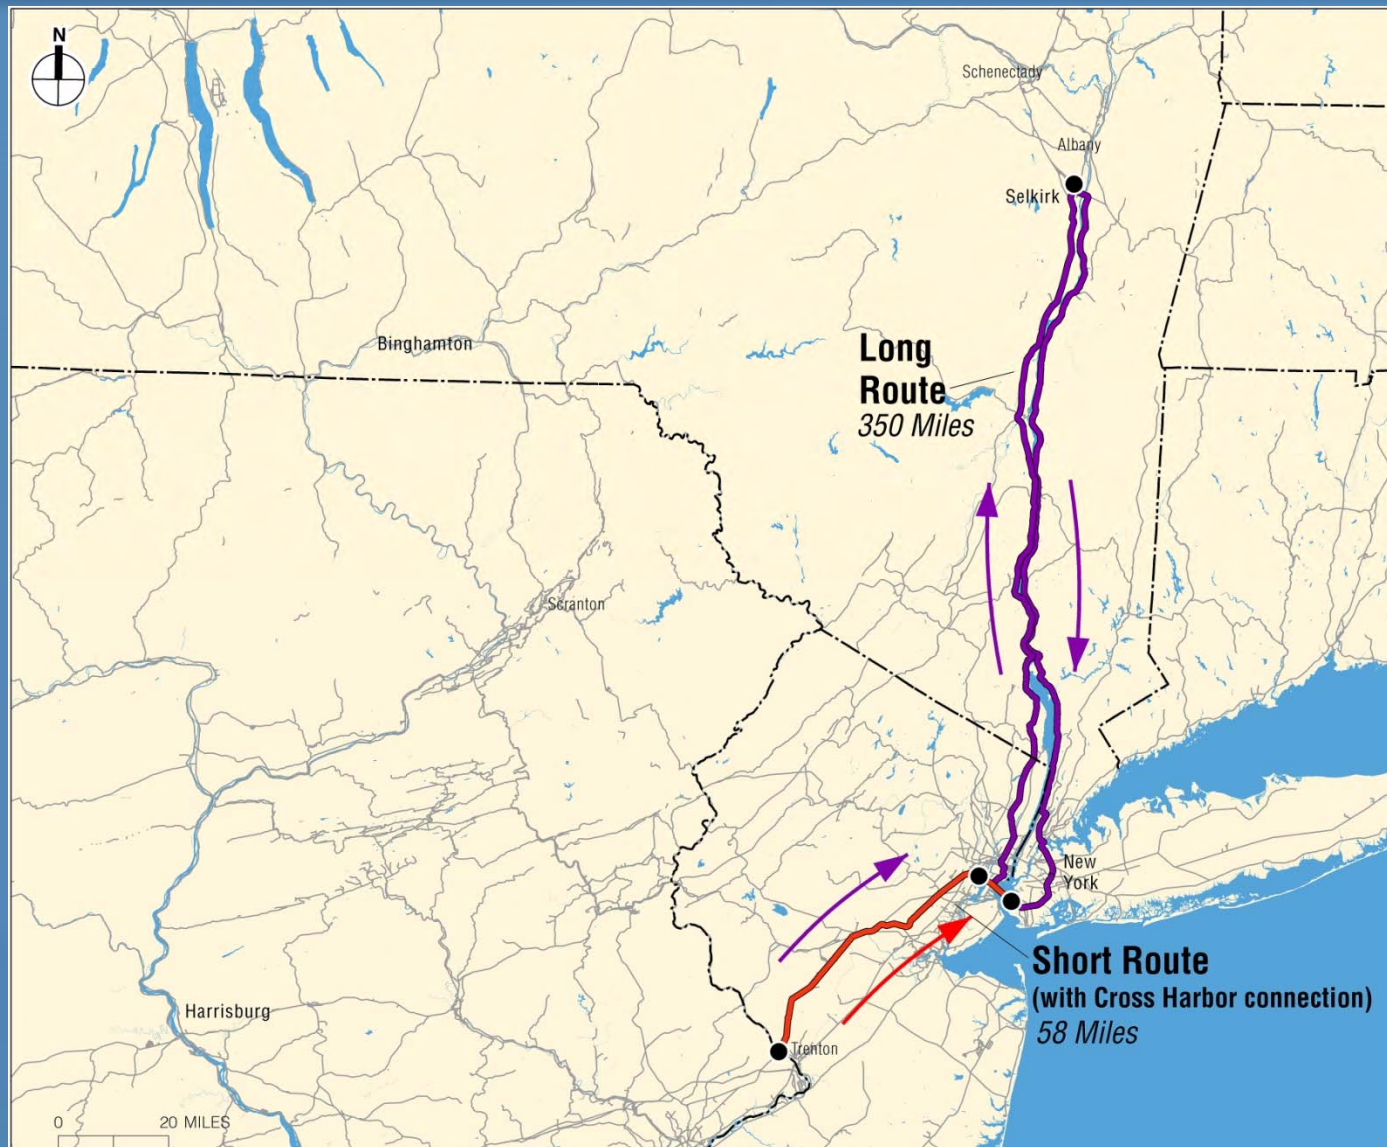 N
Schenectady
Albany
Selkirk
Binghamton
Long
Route
350 Miles
Scranton
New
York
Short Route
(with Cross Harbor connection)
58 Miles
Harrisburg
Trenton
0 20 MILES